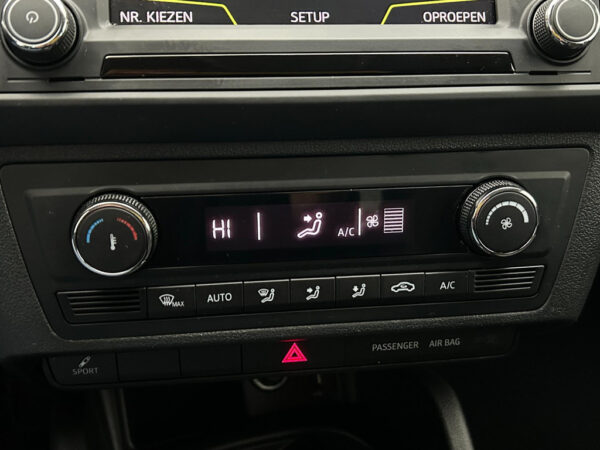 NR. KIEZEN SETUP OPROEPEN
HI A/C
MAX AUTO A/C
PASSENGER AIR BAG
SPORT